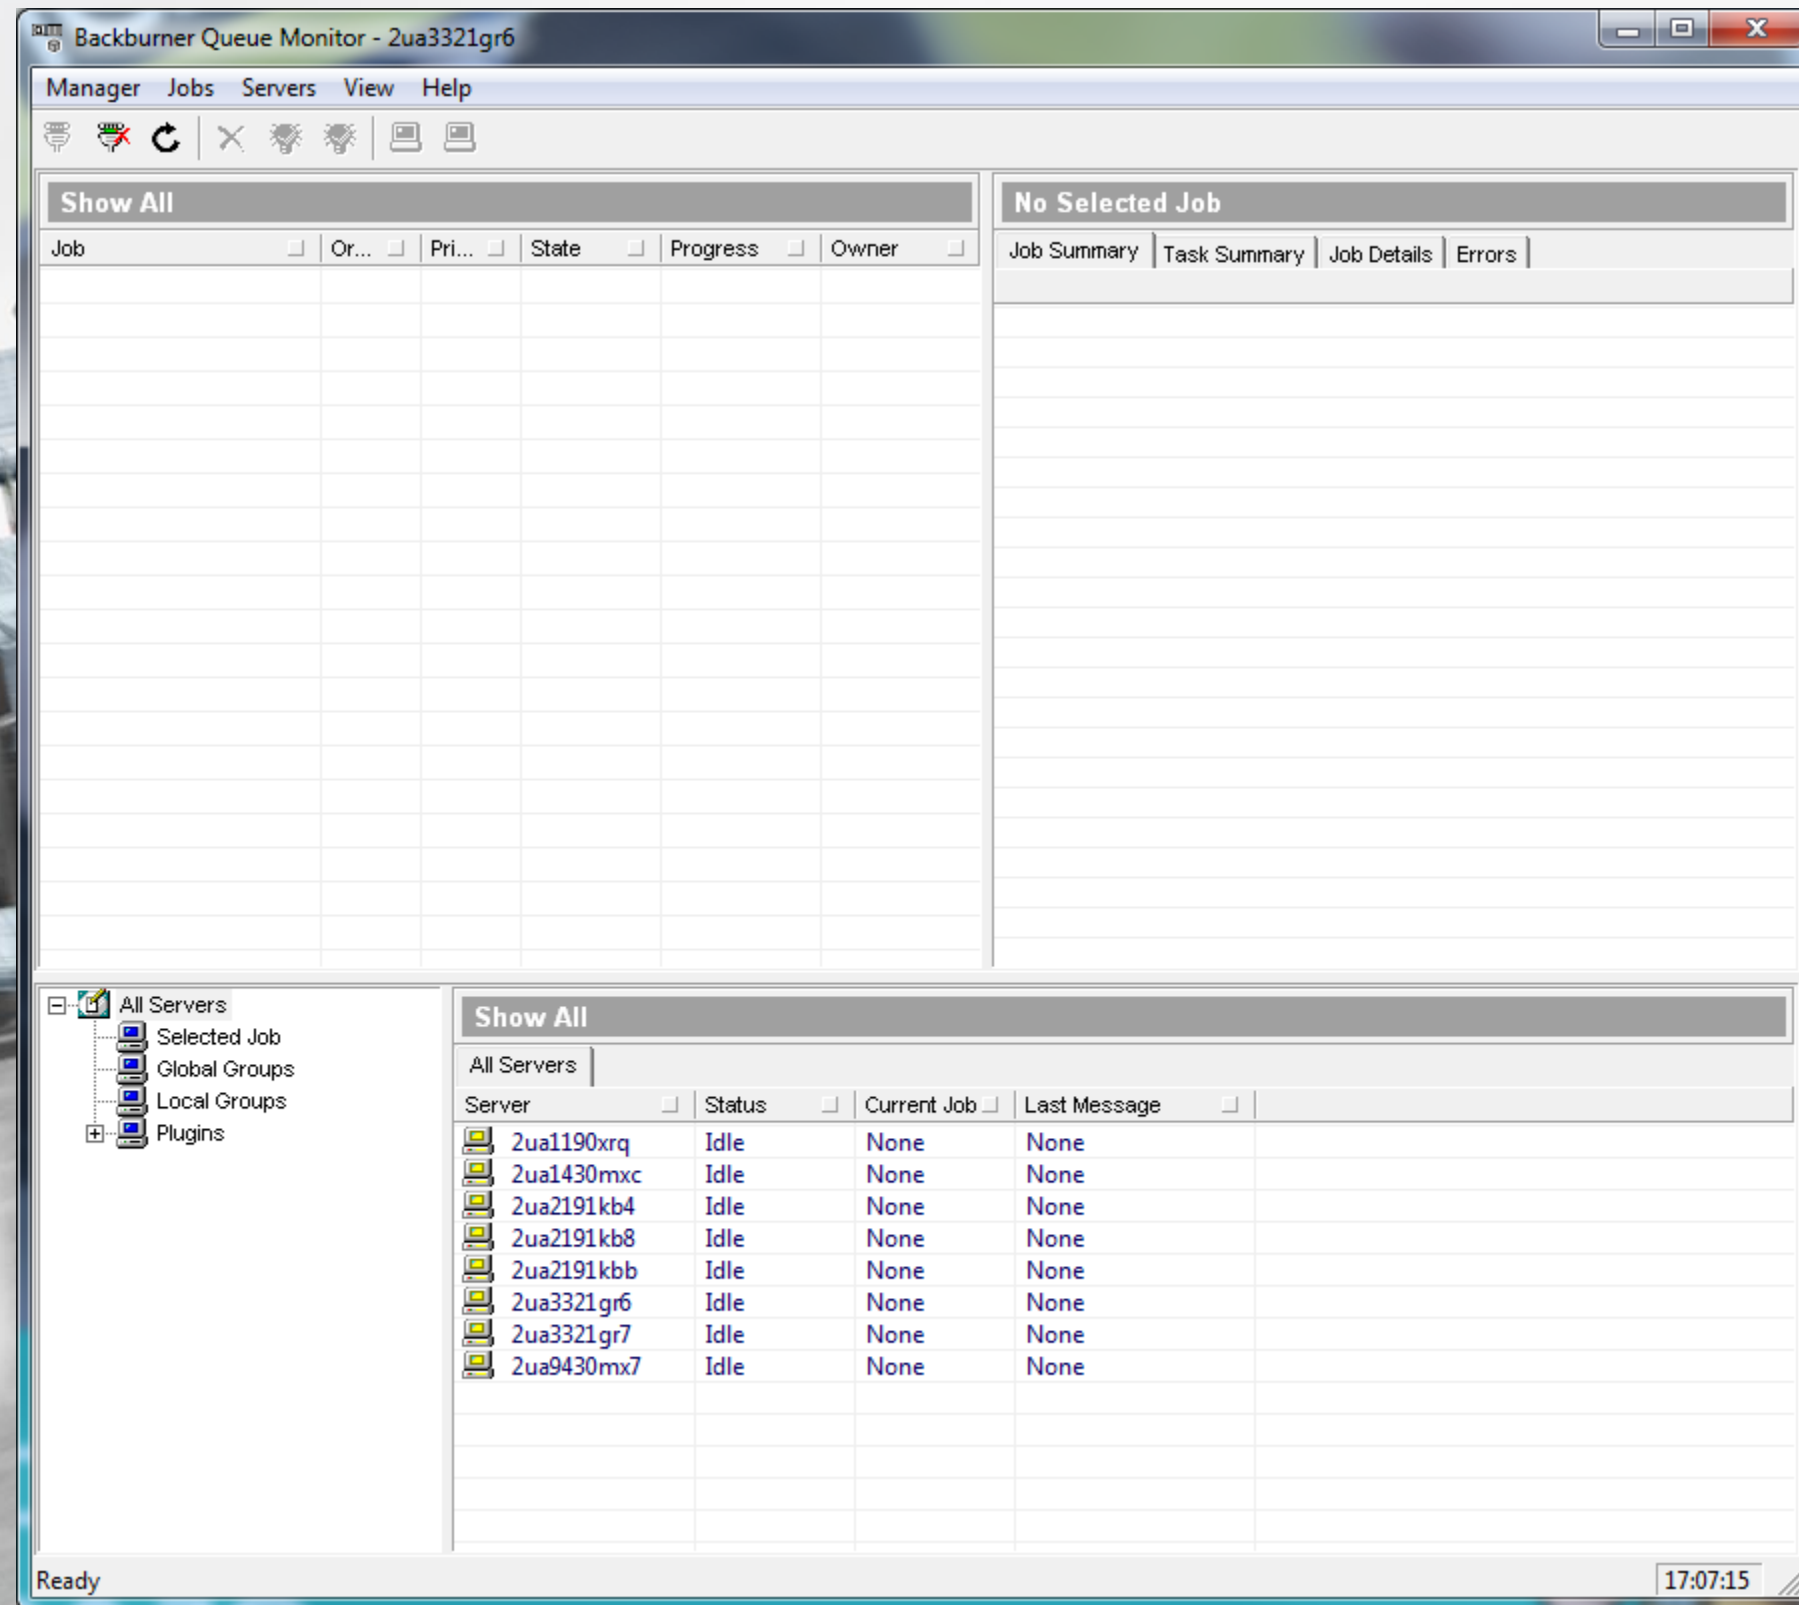 Backburner Queue Monitor - 2ua3321gr6
Manager Jobs Servers View Help
Show All
Job Or... Pri... State Progress Owner
No Selected Job
Job Summary Task Summary Job Details Errors
All Servers
Selected Job
Global Groups
Local Groups
Plugins
Show All
All Servers
Server Status Current Job Last Message
2ua1190xrq Idle None None
2ua1430mxc Idle None None
2ua2191kb4 Idle None None
2ua2191kb8 Idle None None
2ua2191kbb Idle None None
2ua3321gr6 Idle None None
2ua3321gr7 Idle None None
2ua9430mx7 Idle None None
Ready 17:07:15